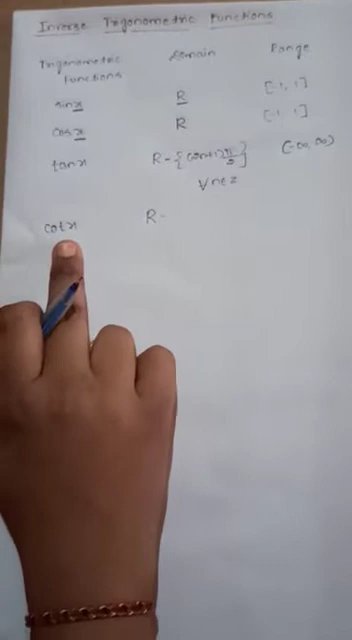 Inverse Trigonometric Functions
Trigonometric Functions Domain Range
sinx R [-1, 1]
cosx R [-1, 1]
tanx R - {(2n+1)π/2} (-∞, ∞)
∀ n∈Z
cotx R -